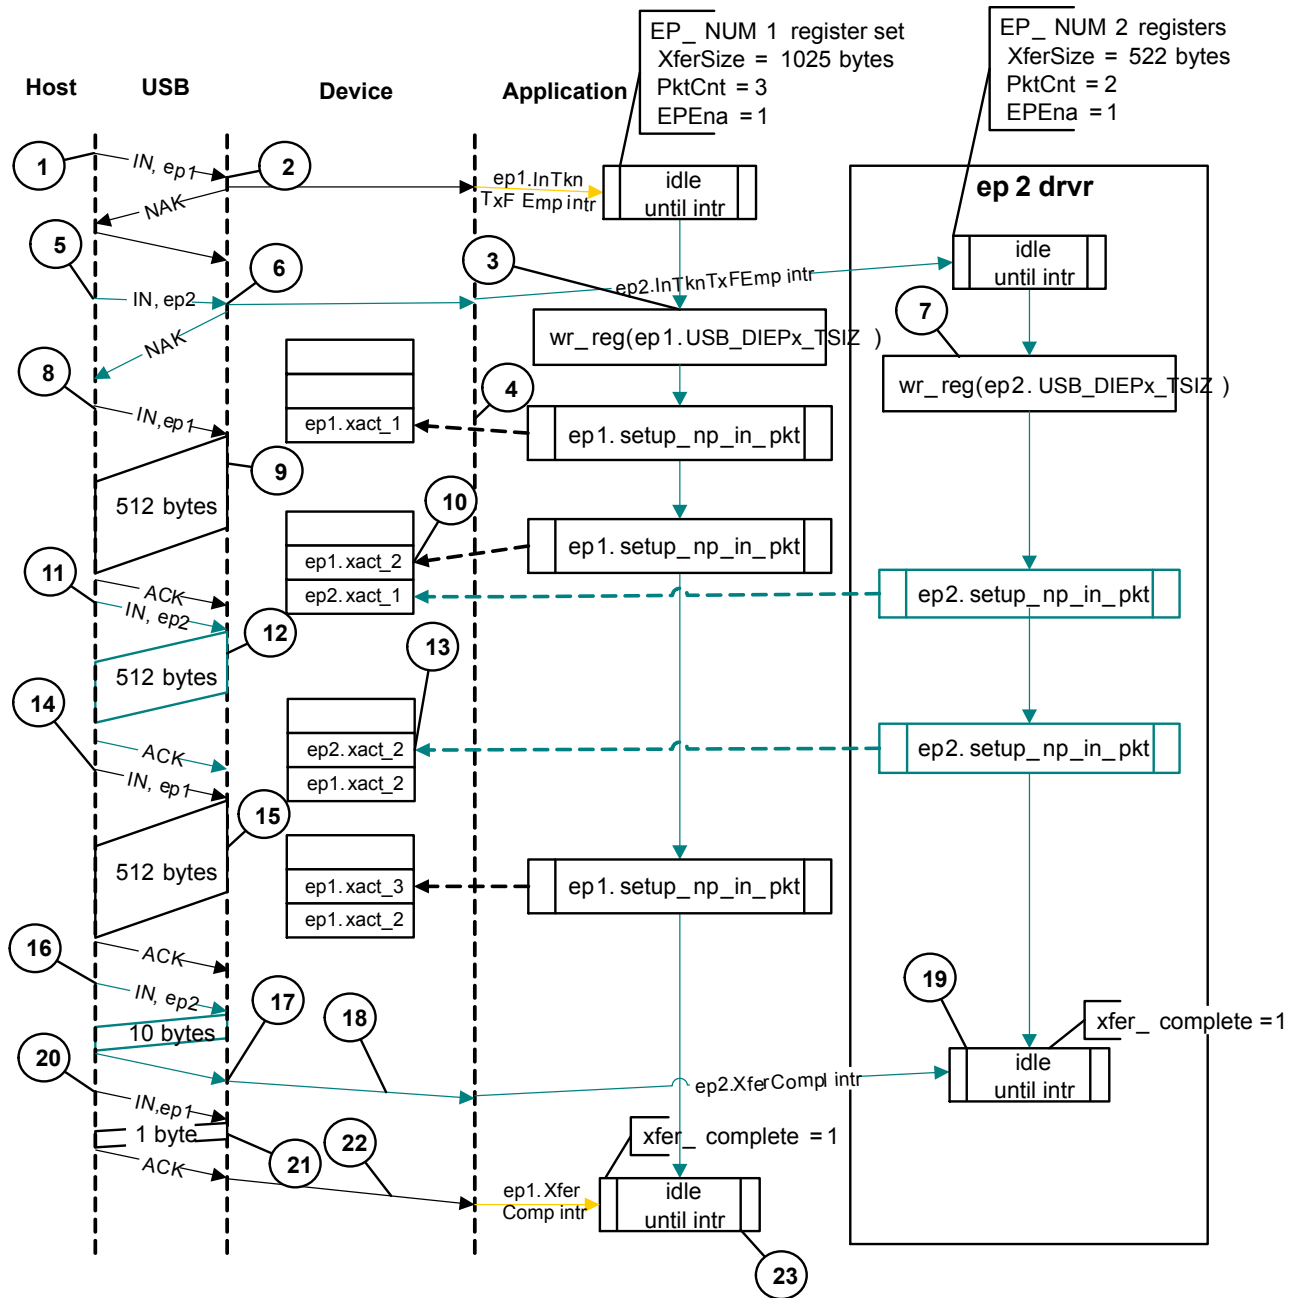 EP_ NUM 1 register set
XferSize = 1025 bytes
PktCnt = 3
EPEna = 1
EP_ NUM 2 registers
XferSize = 522 bytes
PktCnt = 2
EPEna = 1
Host
USB
Device
Application
1
IN, ep1
2
ep1.InTkn
TxF Emp intr
idle
until intr
ep 2 drvr
NAK
5
6
3
ep2.InTknTxFEmp intr
idle
until intr
IN, ep2
7
wr_reg(ep1.USB_DIEPx_TSIZ )
NAK
wr_reg(ep2. USB_DIEPx_TSIZ )
8
4
IN,ep1
ep1.xact_1
ep1. setup_np_in_pkt
9
512 bytes
10
ep1.xact_2
ep1. setup_np_in_pkt
11
ACK
ep2.xact_1
ep2. setup_np_in_pkt
IN, ep2
12
13
512 bytes
14
ep2.xact_2
ep2. setup_np_in_pkt
ACK
IN, ep1
ep1.xact_2
15
512 bytes
ep1.xact_3
ep1. setup_np_in_pkt
ep1.xact_2
16
ACK
IN, ep2
17
18
19
xfer_ complete =1
10 bytes
20
idle
until intr
ep2.XferCompl intr
IN,ep1
1 byte
22
xfer_ complete =1
21
ACK
ep1.Xfer
Comp intr
idle
until intr
23